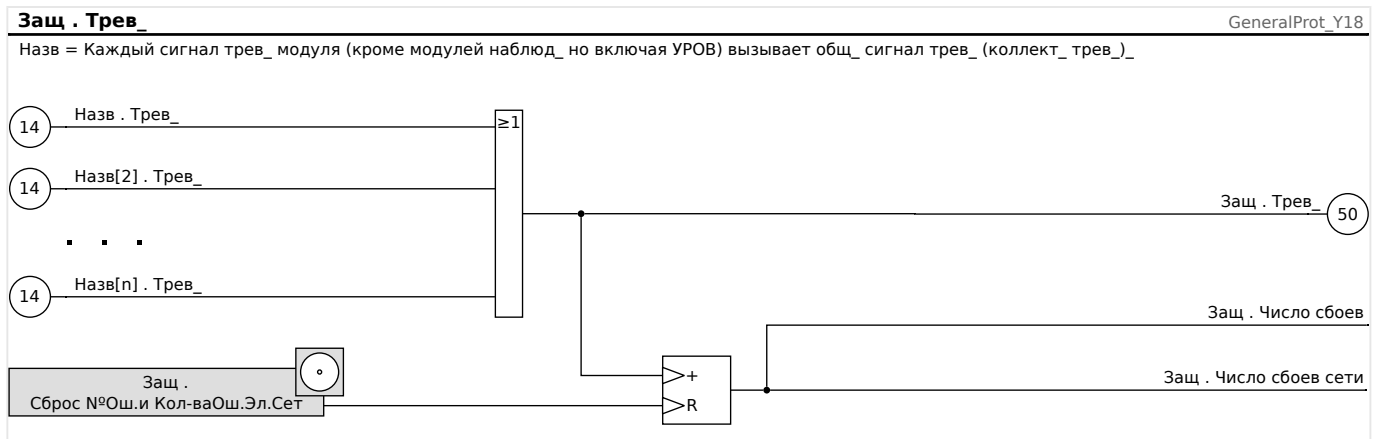 Защ . Трев_
GeneralProt_Y18
Назв = Каждый сигнал трев_ модуля (кроме модулей наблюд_ но включая УРОВ) вызывает общ_ сигнал трев_ (коллект_ трев_)_
14
Назв . Трев_
≥1
14
Назв[2] . Трев_
Защ . Трев_
50
. . .
14
Назв[n] . Трев_
Защ . Число сбоев
+
Защ .
Защ . Число сбоев сети
Сброс №Ош.и Кол-ваОш.Эл.Сет
R